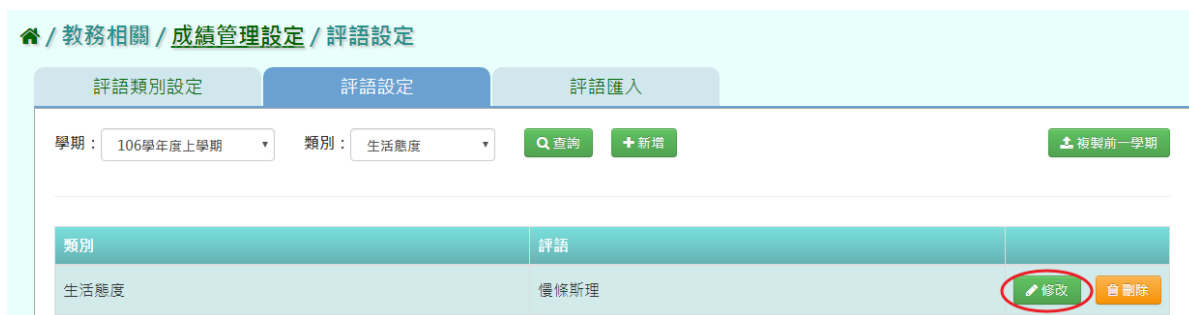 / 教務相關 / 成績管理設定 / 評語設定
評語類別設定 評語設定 評語匯入
學期： 106學年度上學期 類別： 生活態度 查詢 新增 複製前一學期
類別 評語
生活態度 慢條斯理 修改 刪除